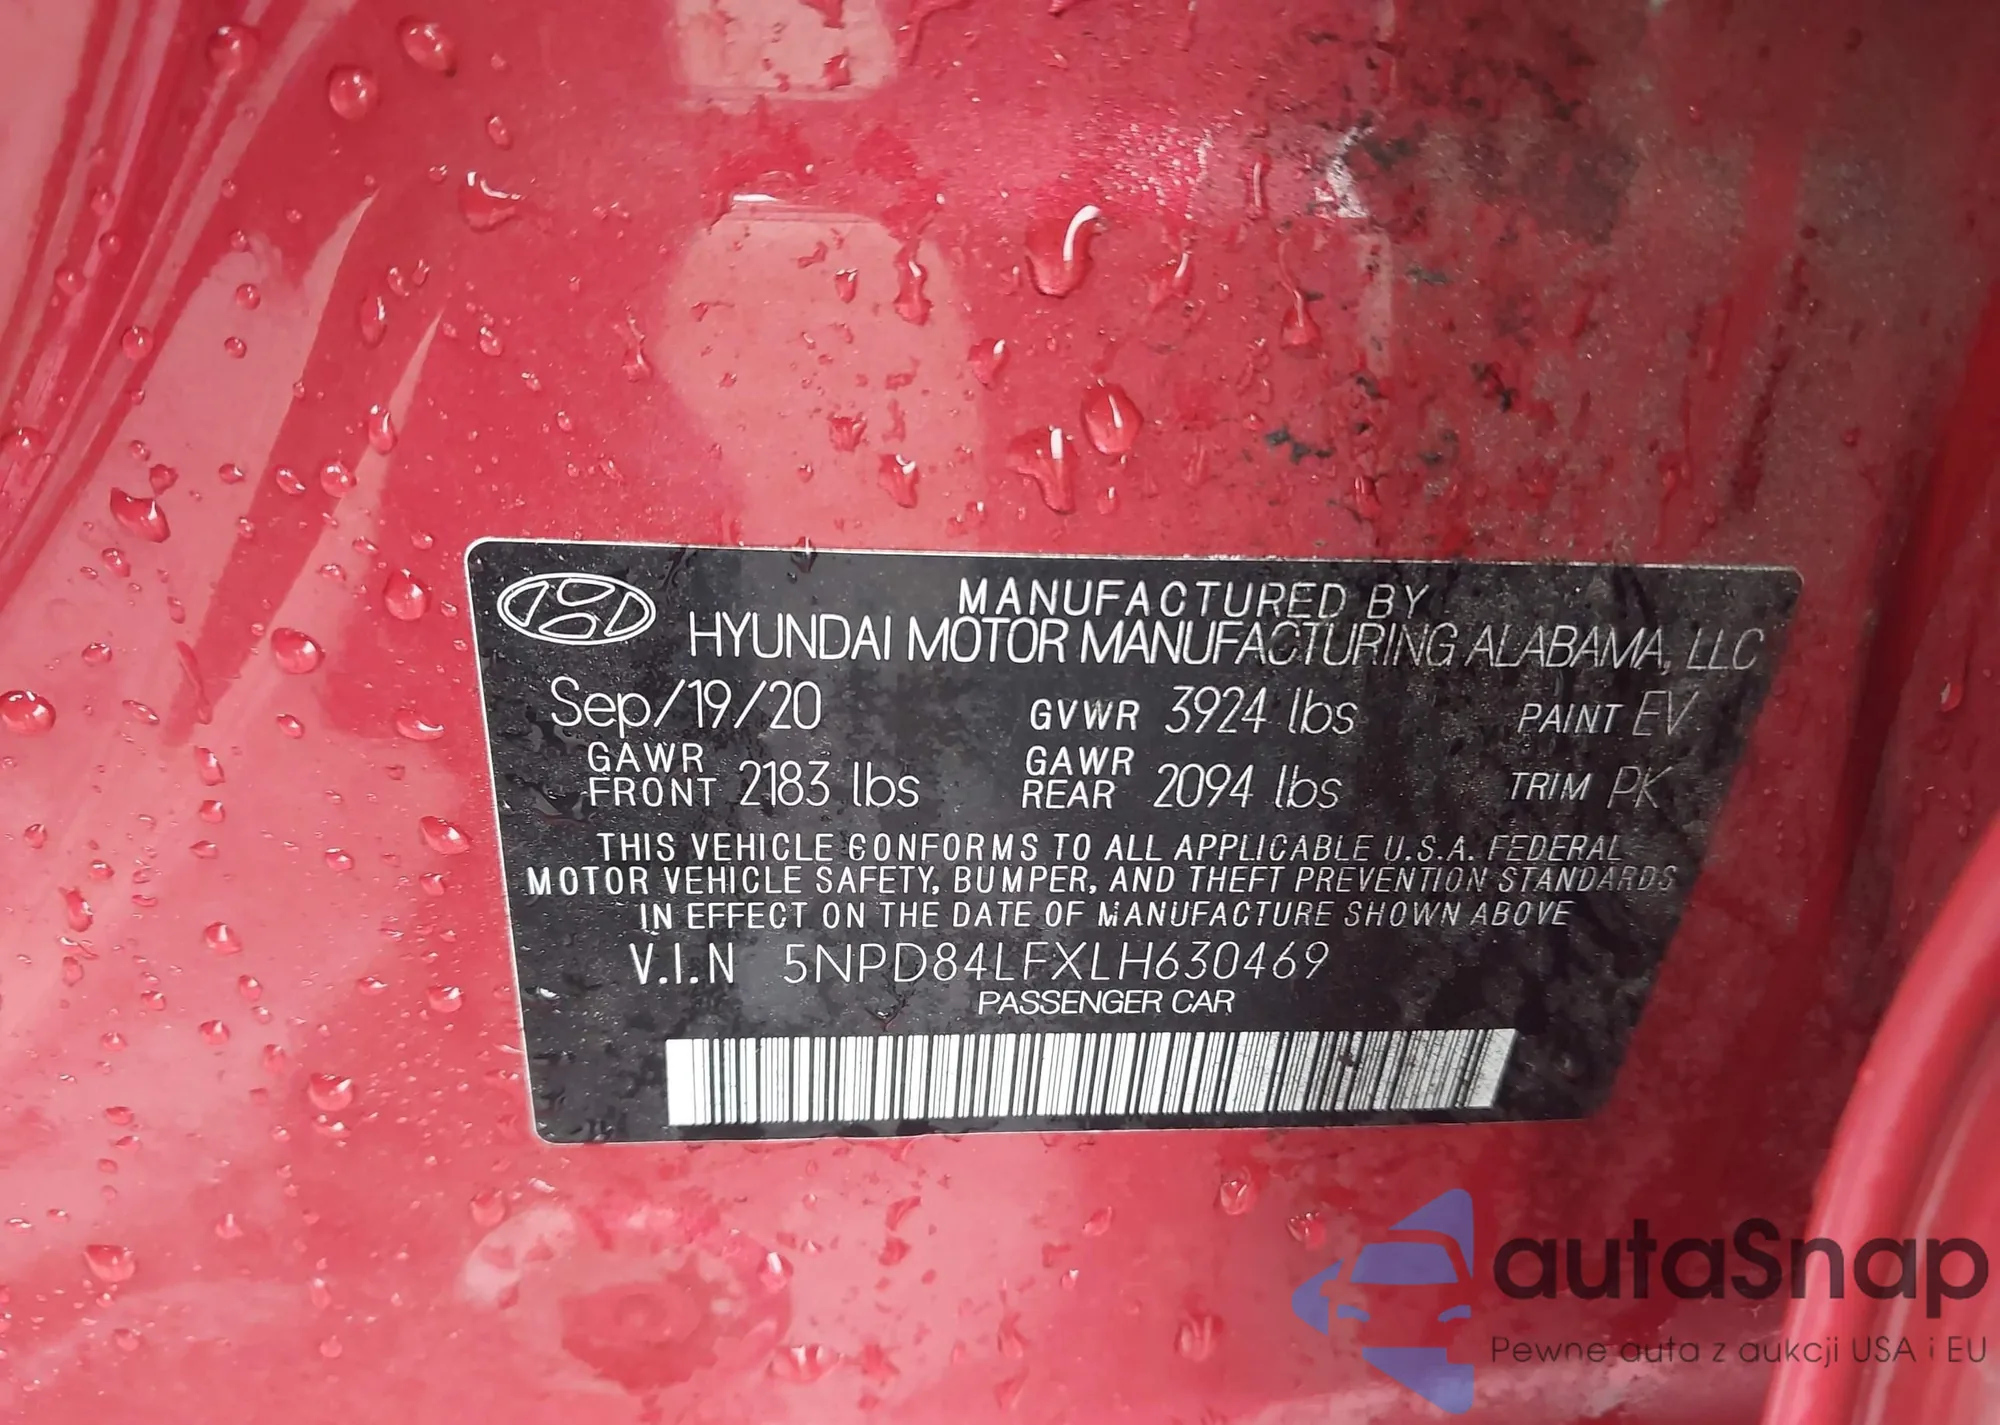 MANUFACTURED BY
HYUNDAI MOTOR MANUFACTURING ALABAMA, LLC
Sep/19/20 GVWR 3924 lbs PAINT EV
GAWR FRONT 2183 lbs GAWR REAR 2094 lbs TRIM PK
THIS VEHICLE CONFORMS TO ALL APPLICABLE U.S.A. FEDERAL
MOTOR VEHICLE SAFETY, BUMPER, AND THEFT PREVENTION STANDARDS
IN EFFECT ON THE DATE OF MANUFACTURE SHOWN ABOVE
V.I.N 5NPD84LFXLH630469
PASSENGER CAR
autaSnap
Pewne auta z aukcji USA i EU